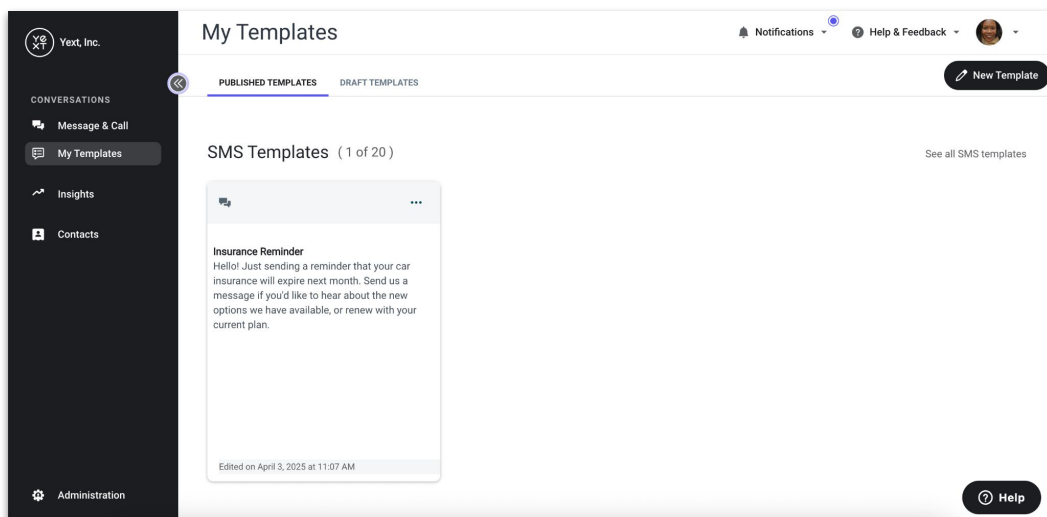 YEXT
Yext, Inc.
My Templates
Notifications
Help & Feedback
PUBLISHED TEMPLATES
DRAFT TEMPLATES
New Template
CONVERSATIONS
Message & Call
My Templates
Insights
Contacts
SMS Templates ( 1 of 20 )
See all SMS templates
Insurance Reminder
Hello! Just sending a reminder that your car
insurance will expire next month. Send us a
message if you'd like to hear about the new
options we have available, or renew with your
current plan.
Edited on April 3, 2025 at 11:07 AM
Administration
Help